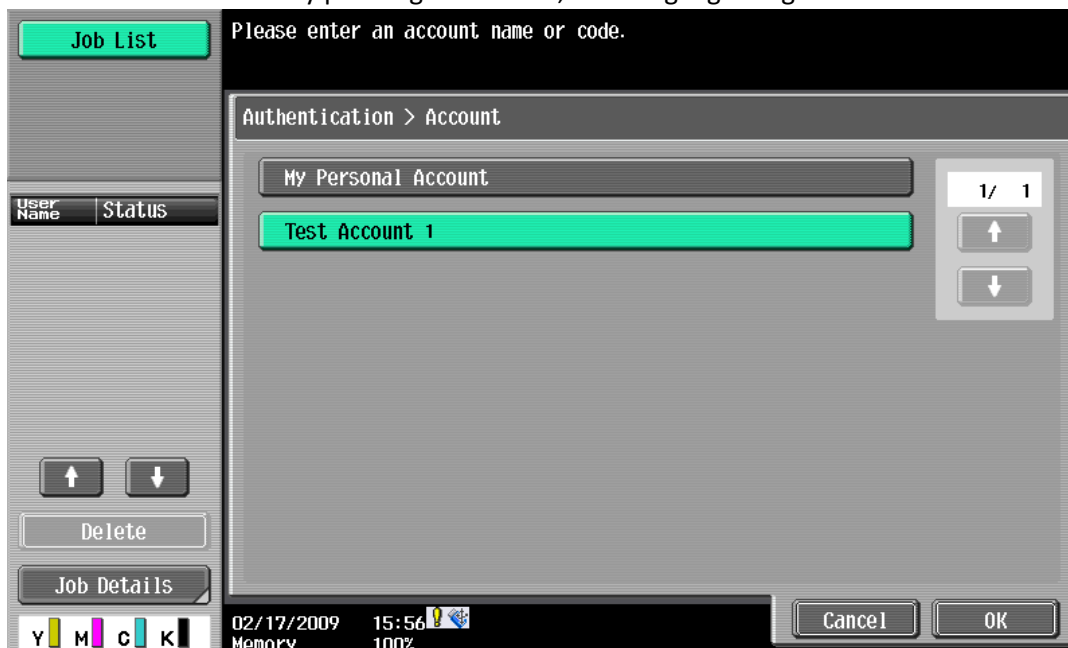 Job List
Please enter an account name or code.
Authentication > Account
My Personal Account
1/ 1
User Name Status
Test Account 1
Delete
Job Details
Cancel OK
02/17/2009 15:56
Y M C K
Memory 100%